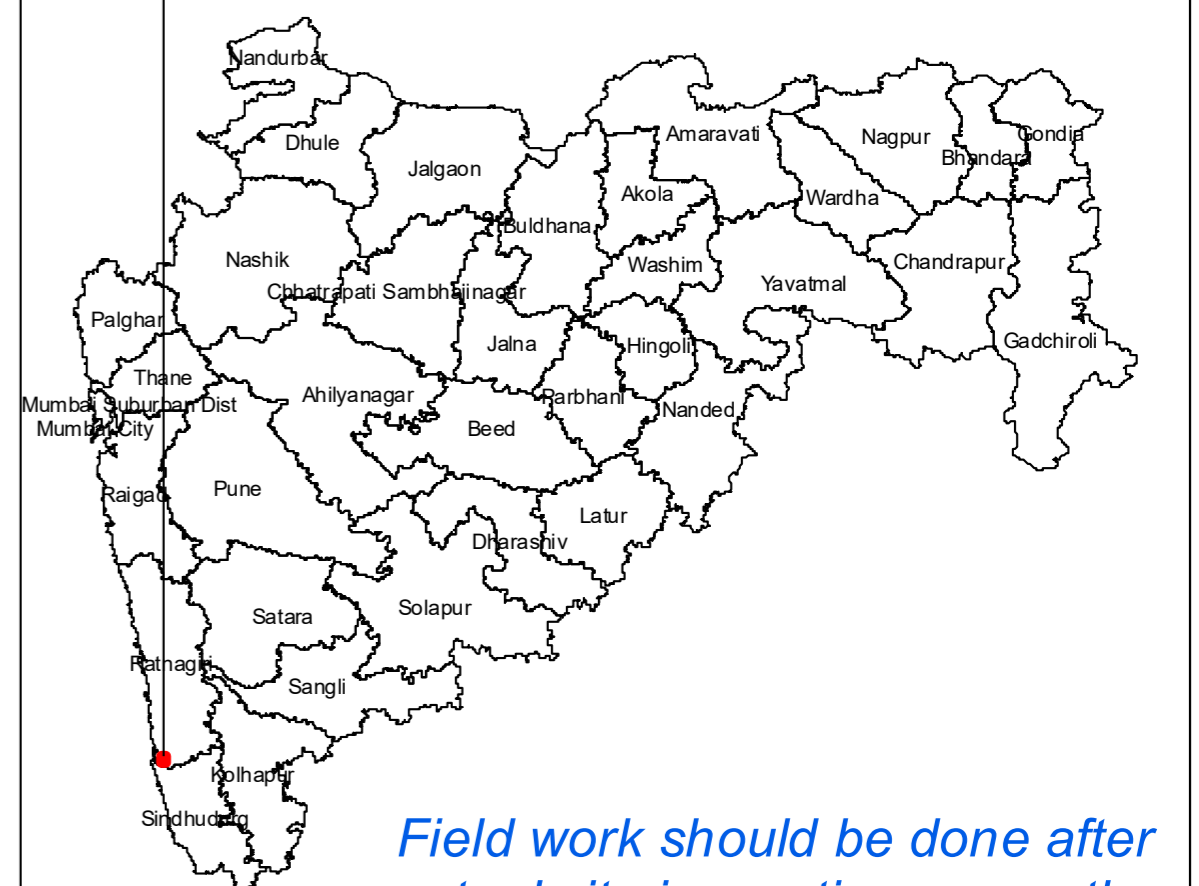 Nandurbar
Dhule
Jalgaon
Amaravati
Nagpur
Gondia
Bhandara
Akola
Wardha
Buldhana
Nashik
Washim
Chandrapur
Yavatmal
Chhatrapati Sambhajinagar
Palghar
Jalna
Hingoli
Gadchiroli
Thane
Ahilyanagar
Parbhani
Nanded
Mumbai Suburban Dist
Mumbai City
Beed
Raigad
Pune
Latur
Dharashiv
Satara
Solapur
Ratnagiri
Sangli
Kolhapur
Sindhudurg
Field work should be done after